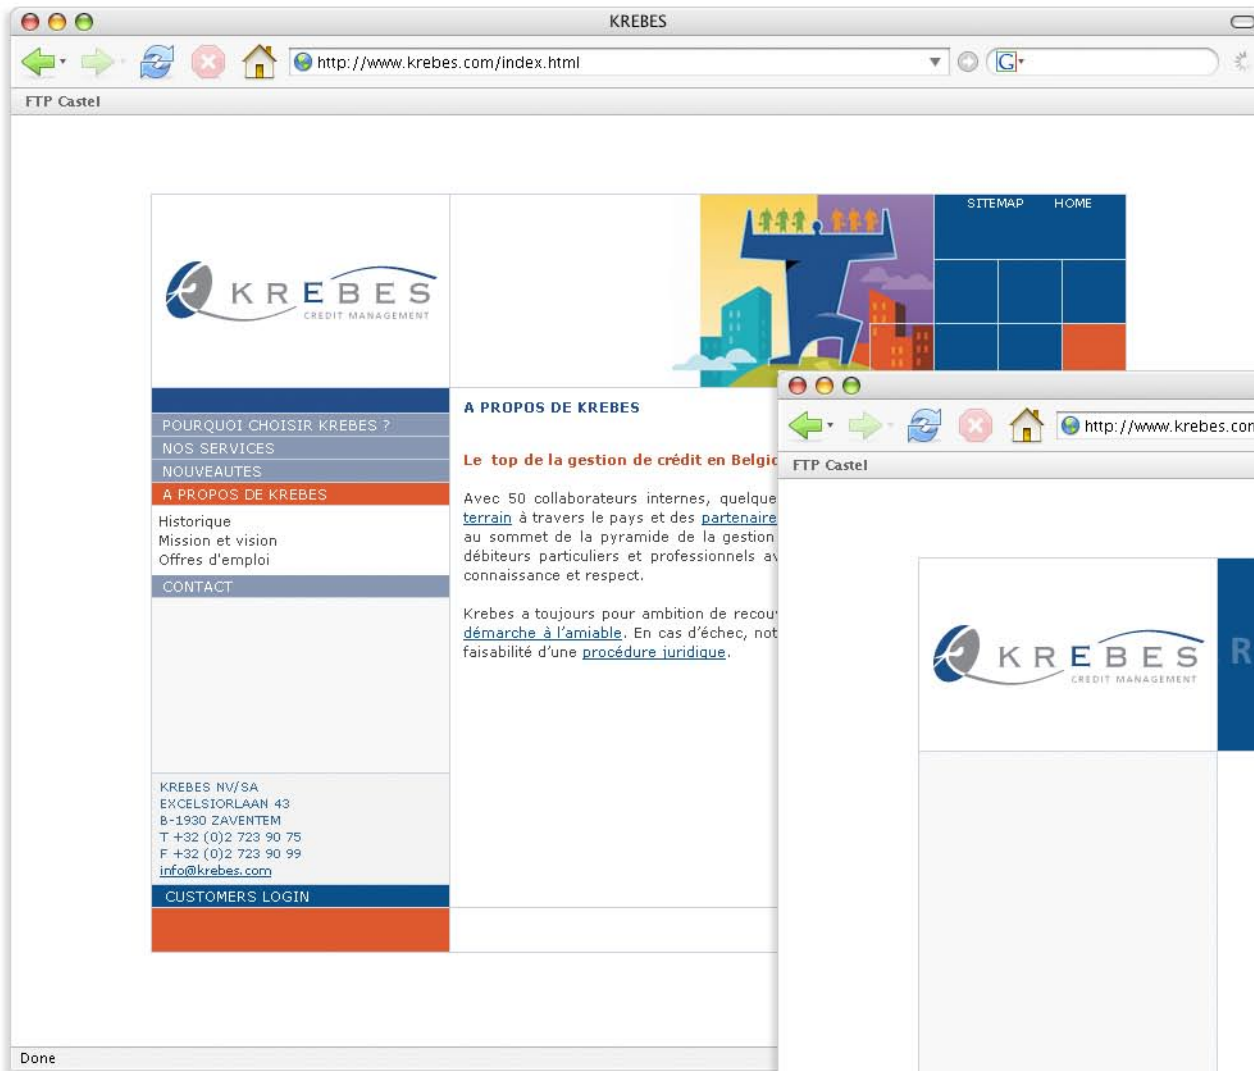 KREBES
http://www.krebes.com/index.html
G
FTP Castel
SITEMAP HOME
KREBES
CREDIT MANAGEMENT
POURQUOI CHOISIR KREBES ?
NOS SERVICES
NOUVEAUTES
A PROPOS DE KREBES
Historique
Mission et vision
Offres d'emploi
CONTACT
KREBES NV/SA
EXCELSIORLAAN 43
B-1930 ZAVENTEM
T +32 (0)2 723 90 75
F +32 (0)2 723 90 99
info@krebes.com
CUSTOMERS LOGIN
A PROPOS DE KREBES
Le top de la gestion de crédit en Belgic
Avec 50 collaborateurs internes, quelque
terrain à travers le pays et des partenaire
au sommet de la pyramide de la gestion
débiteurs particuliers et professionnels av
connaissance et respect.
Krebes a toujours pour ambition de recou
démarche à l’amiable. En cas d’échec, not
faisabilité d’une procédure juridique.
Done
http://www.krebes.con
FTP Castel
KREBES
CREDIT MANAGEMENT
R